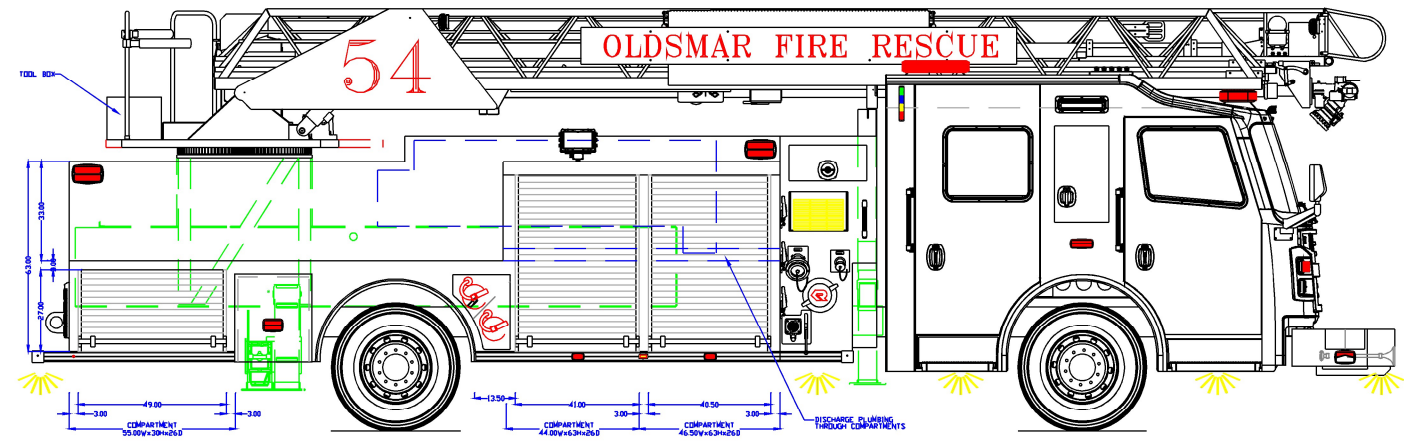 OLDSMAR FIRE RESCUE
54
TOOL BOX
33.00
63.00
3.00
27.00
49.00
3.00
3.00
COMPARTMENT
55.00W×30H×26D
13.50
41.00
3.00
COMPARTMENT
44.00W×63H×26D
40.50
3.00
COMPARTMENT
46.50W×63H×26D
DISCHARGE PLUMBING
THROUGH COMPARTMENTS